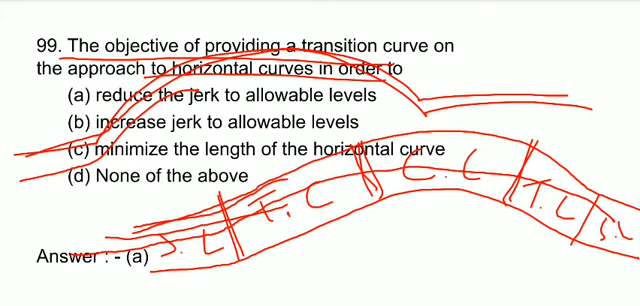 99. The objective of providing a transition curve on
the approach to horizontal curves in order to
(a) reduce the jerk to allowable levels
(b) increase jerk to allowable levels
(c) minimize the length of the horizontal curve
(d) None of the above
Answer : - (a)
S. L T. C C. C T. C S. L